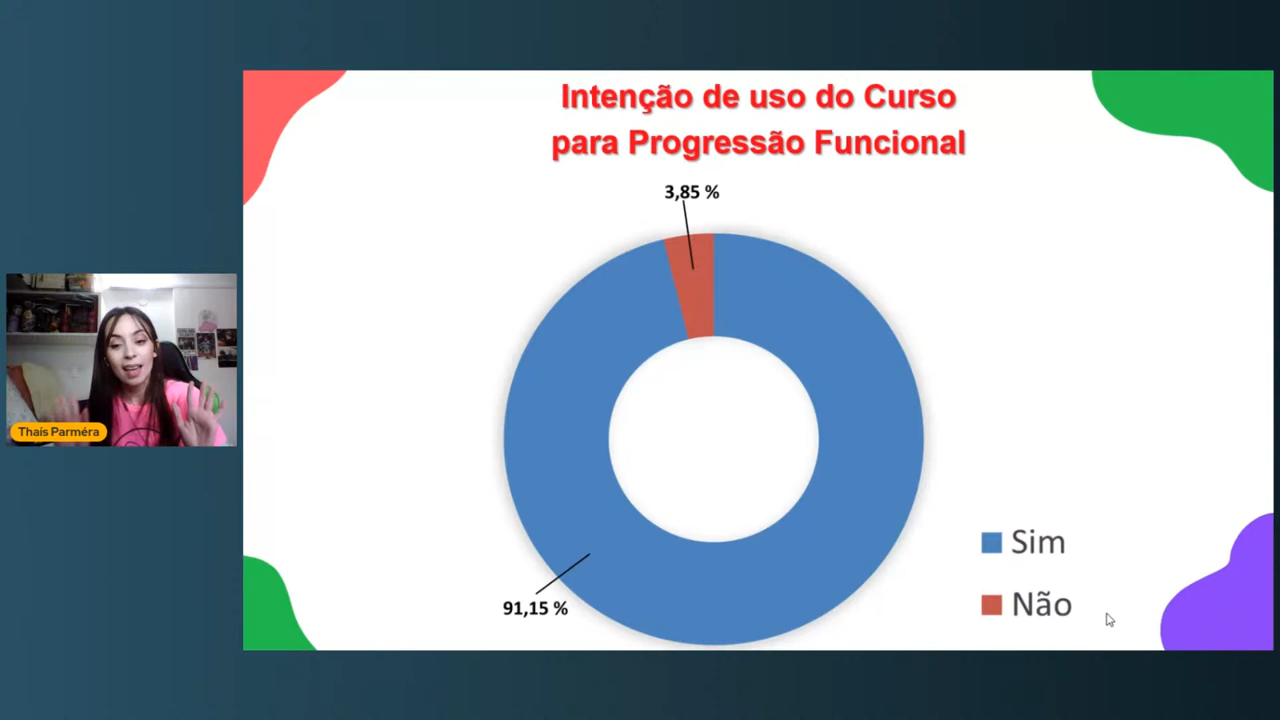 Intenção de uso do Curso
para Progressão Funcional
3,85 %
91,15 %
Sim
Não
Thaís Parméra